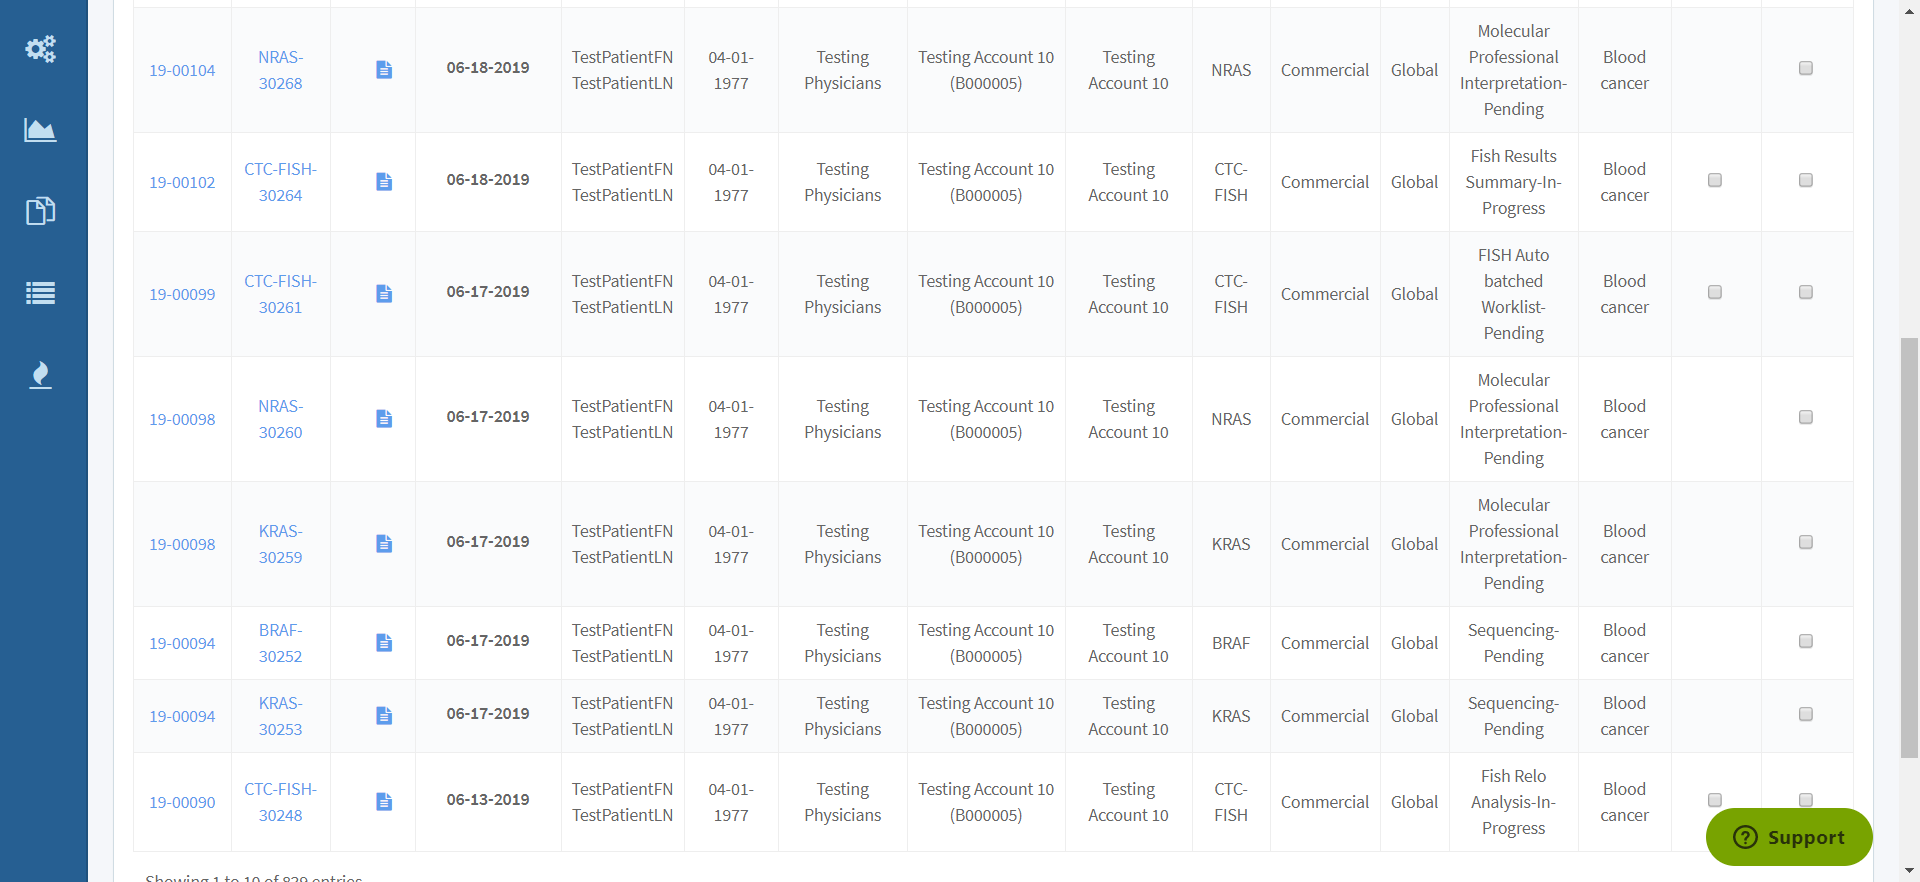 19-00104 NRAS- 06-18-2019 TestPatientFN 04-01- Testing Testing Account 10 Testing NRAS Commercial Global Molecular Blood
30268 TestPatientLN 1977 Physicians (B000005) Account 10 Professional cancer
Interpretation-
Pending
19-00102 CTC-FISH- 06-18-2019 TestPatientFN 04-01- Testing Testing Account 10 Testing CTC- Commercial Global Fish Results Blood
30264 TestPatientLN 1977 Physicians (B000005) Account 10 FISH Summary-In- cancer
Progress
19-00099 CTC-FISH- 06-17-2019 TestPatientFN 04-01- Testing Testing Account 10 Testing CTC- Commercial Global FISH Auto Blood
30261 TestPatientLN 1977 Physicians (B000005) Account 10 FISH batched cancer
Worklist-
Pending
19-00098 NRAS- 06-17-2019 TestPatientFN 04-01- Testing Testing Account 10 Testing NRAS Commercial Global Molecular Blood
30260 TestPatientLN 1977 Physicians (B000005) Account 10 Professional cancer
Interpretation-
Pending
19-00098 KRAS- 06-17-2019 TestPatientFN 04-01- Testing Testing Account 10 Testing KRAS Commercial Global Molecular Blood
30259 TestPatientLN 1977 Physicians (B000005) Account 10 Professional cancer
Interpretation-
Pending
19-00094 BRAF- 06-17-2019 TestPatientFN 04-01- Testing Testing Account 10 Testing BRAF Commercial Global Sequencing- Blood
30252 TestPatientLN 1977 Physicians (B000005) Account 10 Pending cancer
19-00094 KRAS- 06-17-2019 TestPatientFN 04-01- Testing Testing Account 10 Testing KRAS Commercial Global Sequencing- Blood
30253 TestPatientLN 1977 Physicians (B000005) Account 10 Pending cancer
19-00090 CTC-FISH- 06-13-2019 TestPatientFN 04-01- Testing Testing Account 10 Testing CTC- Commercial Global Fish Relo Blood
30248 TestPatientLN 1977 Physicians (B000005) Account 10 FISH Analysis-In- cancer
Progress
Support
Showing 1 to 10 of 839 entries